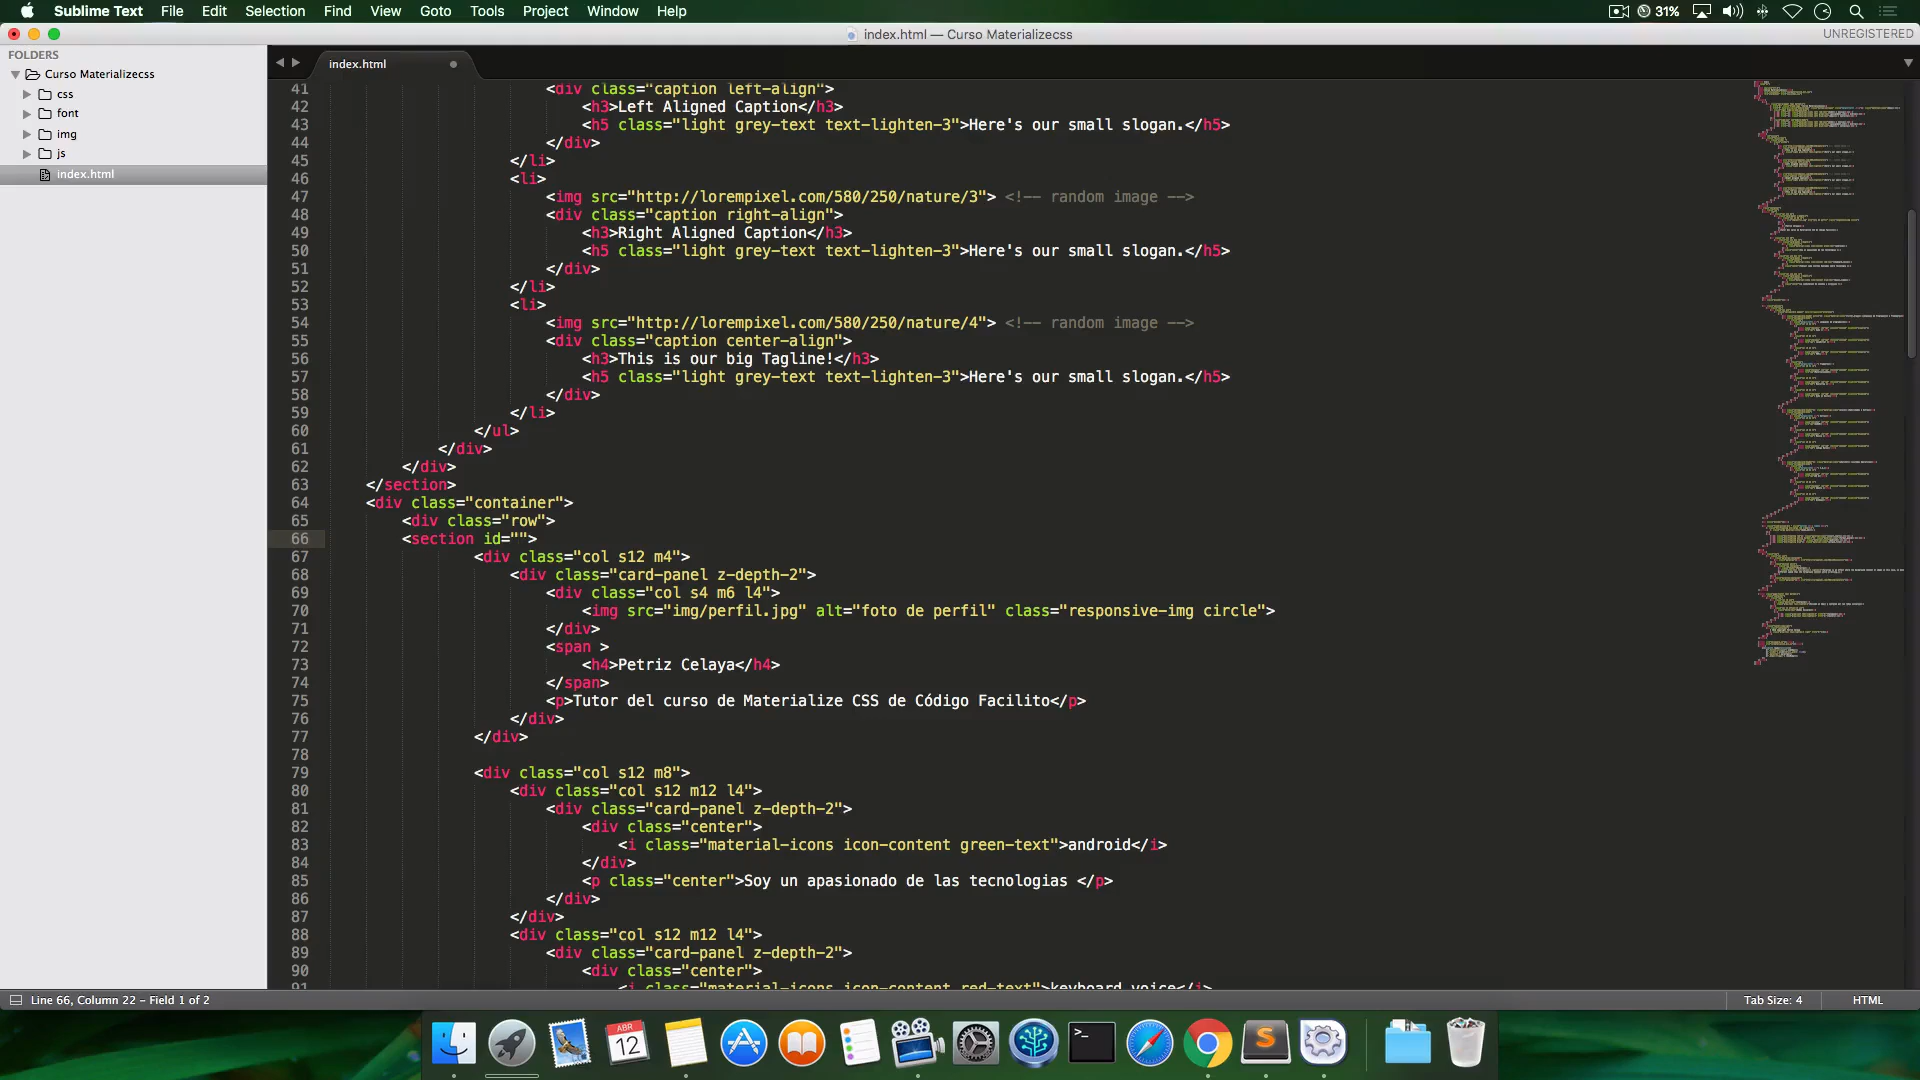 Sublime Text File Edit Selection Find View Goto Tools Project Window Help 31%
index.html — Curso Materializecss UNREGISTERED
FOLDERS
Curso Materializecss
css
font
img
js
index.html
index.html
41 <div class="caption left-align">
42 <h3>Left Aligned Caption</h3>
43 <h5 class="light grey-text text-lighten-3">Here's our small slogan.</h5>
44 </div>
45 </li>
46 <li>
47 <img src="http://lorempixel.com/580/250/nature/3"> <!-- random image -->
48 <div class="caption right-align">
49 <h3>Right Aligned Caption</h3>
50 <h5 class="light grey-text text-lighten-3">Here's our small slogan.</h5>
51 </div>
52 </li>
53 <li>
54 <img src="http://lorempixel.com/580/250/nature/4"> <!-- random image -->
55 <div class="caption center-align">
56 <h3>This is our big Tagline!</h3>
57 <h5 class="light grey-text text-lighten-3">Here's our small slogan.</h5>
58 </div>
59 </li>
60 </ul>
61 </div>
62 </div>
63 </section>
64 <div class="container">
65 <div class="row">
66 <section id="">
67 <div class="col s12 m4">
68 <div class="card-panel z-depth-2">
69 <div class="col s4 m6 l4">
70 <img src="img/perfil.jpg" alt="foto de perfil" class="responsive-img circle">
71 </div>
72 <span >
73 <h4>Petriz Celaya</h4>
74 </span>
75 <p>Tutor del curso de Materialize CSS de Código Facilito</p>
76 </div>
77 </div>
78
79 <div class="col s12 m8">
80 <div class="col s12 m12 l4">
81 <div class="card-panel z-depth-2">
82 <div class="center">
83 <i class="material-icons icon-content green-text">android</i>
84 </div>
85 <p class="center">Soy un apasionado de las tecnologias </p>
86 </div>
87 </div>
88 <div class="col s12 m12 l4">
89 <div class="card-panel z-depth-2">
90 <div class="center">
91 <i class="material-icons icon-content red-text">keyboard_voice</i>
Line 66, Column 22 – Field 1 of 2 Tab Size: 4 HTML
ABR
12